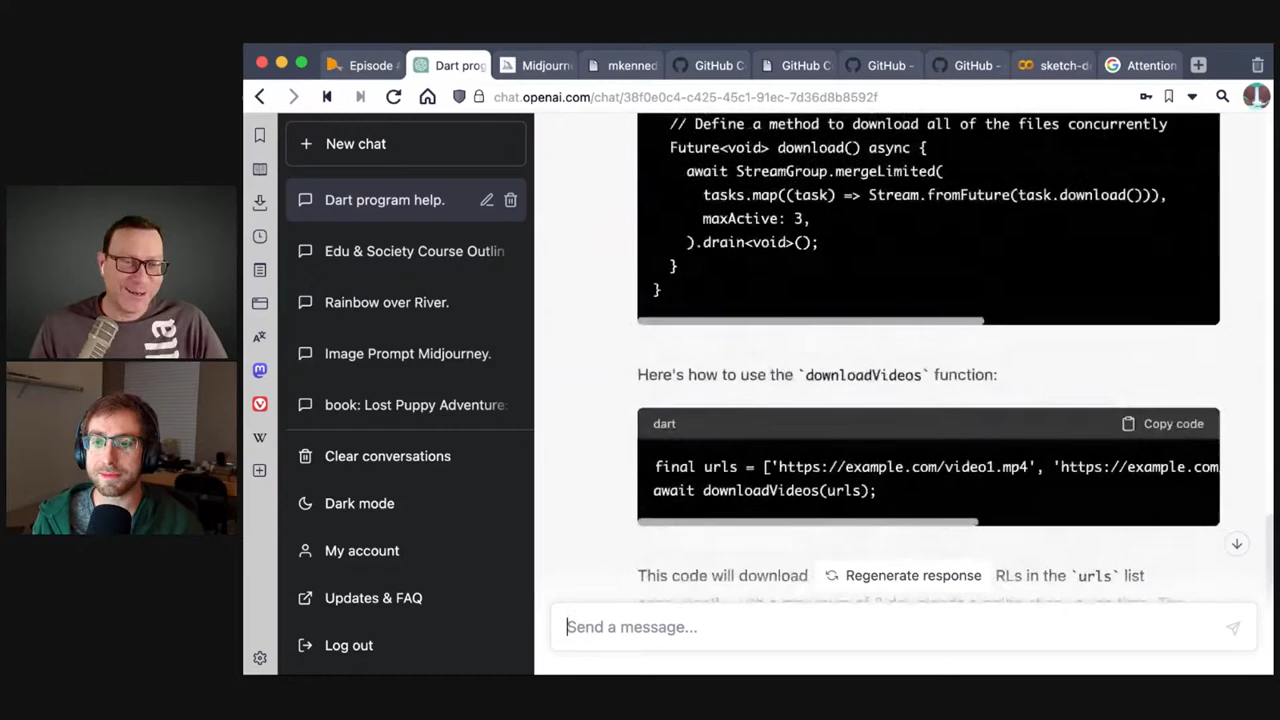 Episode #
Dart prog
Midjourn
mkenned
GitHub C
GitHub C
GitHub -
GitHub -
sketch-d
Attention
chat.openai.com/chat/38f0e0c4-c425-45c1-91ec-7d36d8b8592f
New chat
Dart program help.
Edu & Society Course Outlin
Rainbow over River.
Image Prompt Midjourney.
book: Lost Puppy Adventure:
Clear conversations
Dark mode
My account
Updates & FAQ
Log out
// Define a method to download all of the files concurrently
Future<void> download() async {
await StreamGroup.mergeLimited(
tasks.map((task) => Stream.fromFuture(task.download())),
maxActive: 3,
).drain<void>();
}
}
Here's how to use the `downloadVideos` function:
dart
Copy code
final urls = ['https://example.com/video1.mp4', 'https://example.com
await downloadVideos(urls);
This code will download
Regenerate response
RLs in the `urls` list
Send a message...
lla